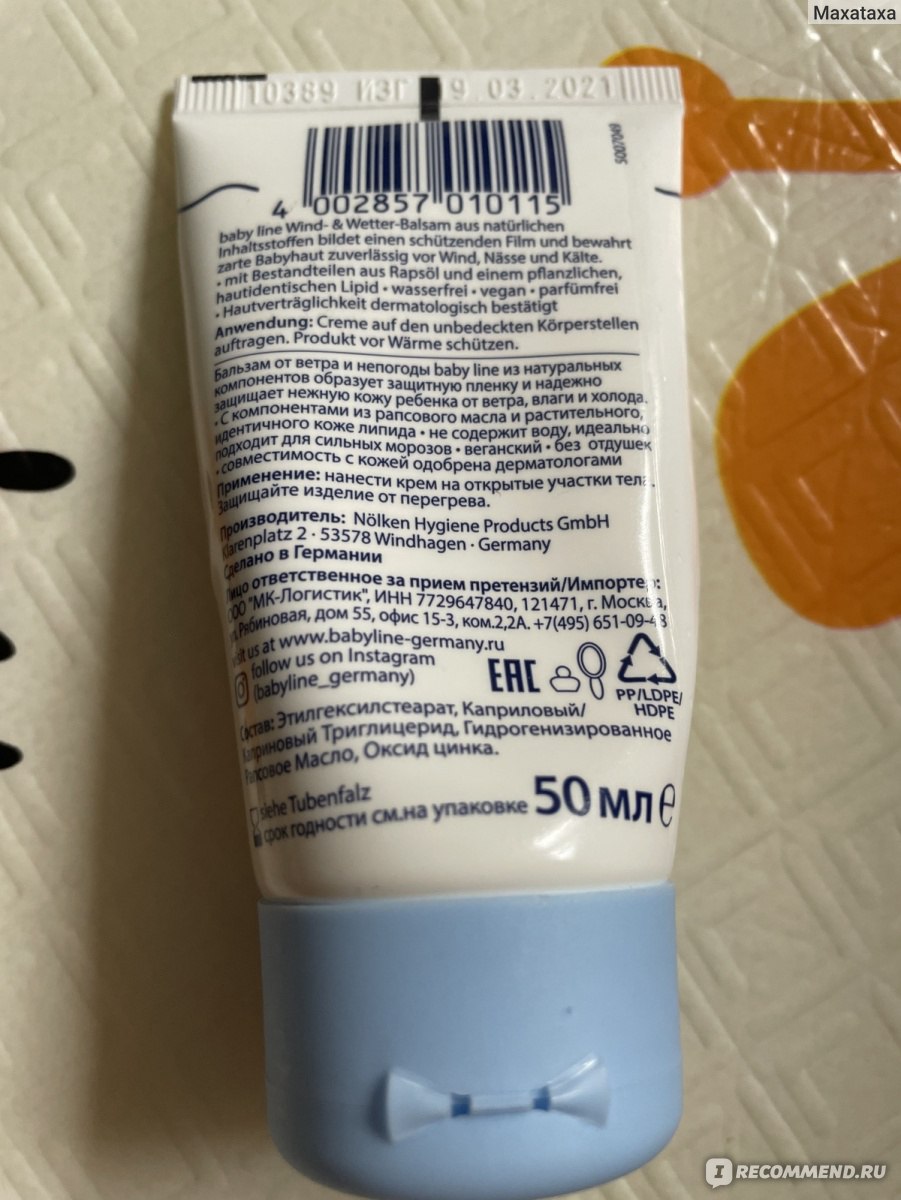 Maxataxa
10389 ИЗГ 19.03.2021
5007049
4 002857 010115
baby line Wind- & Wetter-Balsam aus natürlichen
Inhaltsstoffen bildet einen schützenden Film und bewahrt
zarte Babyhaut zuverlässig vor Wind, Nässe und Kälte.
• mit Bestandteilen aus Rapsöl und einem pflanzlichen,
hautidentischen Lipid • wasserfrei • vegan • parfümfrei
• Hautverträglichkeit dermatologisch bestätigt
Anwendung: Creme auf den unbedeckten Körperstellen
auftragen. Produkt vor Wärme schützen.
Бальзам от ветра и непогоды baby line из натуральных
компонентов образует защитную пленку и надежно
защищает нежную кожу ребенка от ветра, влаги и холода.
• С компонентами из рапсового масла и растительного,
идентичного коже липида • не содержит воду, идеально
подходит для сильных морозов • веганский • без отдушек
• совместимость с кожей одобрена дерматологами
Применение: нанести крем на открытые участки тела.
Защищайте изделие от перегрева.
Производитель: Nölken Hygiene Products GmbH
Klarenplatz 2 · 53578 Windhagen · Germany
Сделано в Германии
Лицо ответственное за прием претензий/Импортер:
ООО "МК-Логистик", ИНН 7729647840, 121471, г. Москва,
ул. Рябиновая, дом 55, офис 15-3, ком.2,2А. +7(495) 651-09-48
visit us at www.babyline-germany.ru
follow us on Instagram
(babyline_germany)
EAC
PP/LDPE/
HDPE
Состав: Этилгексилстеарат, Каприловый/
Каприновый Триглицерид, Гидрогенизированное
Рапсовое Масло, Оксид цинка.
siehe Tubenfalz
срок годности см.на упаковке 50 мл e
IRECOMMEND.RU